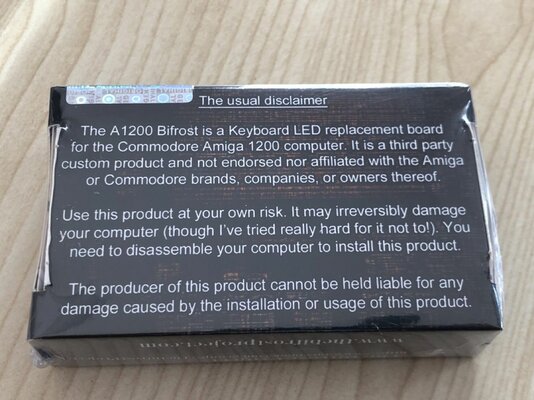 The usual disclaimer
The A1200 Bifrost is a Keyboard LED replacement board
for the Commodore Amiga 1200 computer. It is a third party
custom product and not endorsed nor affiliated with the Amiga
or Commodore brands, companies, or owners thereof.
Use this product at your own risk. It may irreversibly damage
your computer (though I've tried really hard for it not to!). You
need to disassemble your computer to install this product.
The producer of this product cannot be held liable for any
damage caused by the installation or usage of this product.
www.thebifrostproject.com